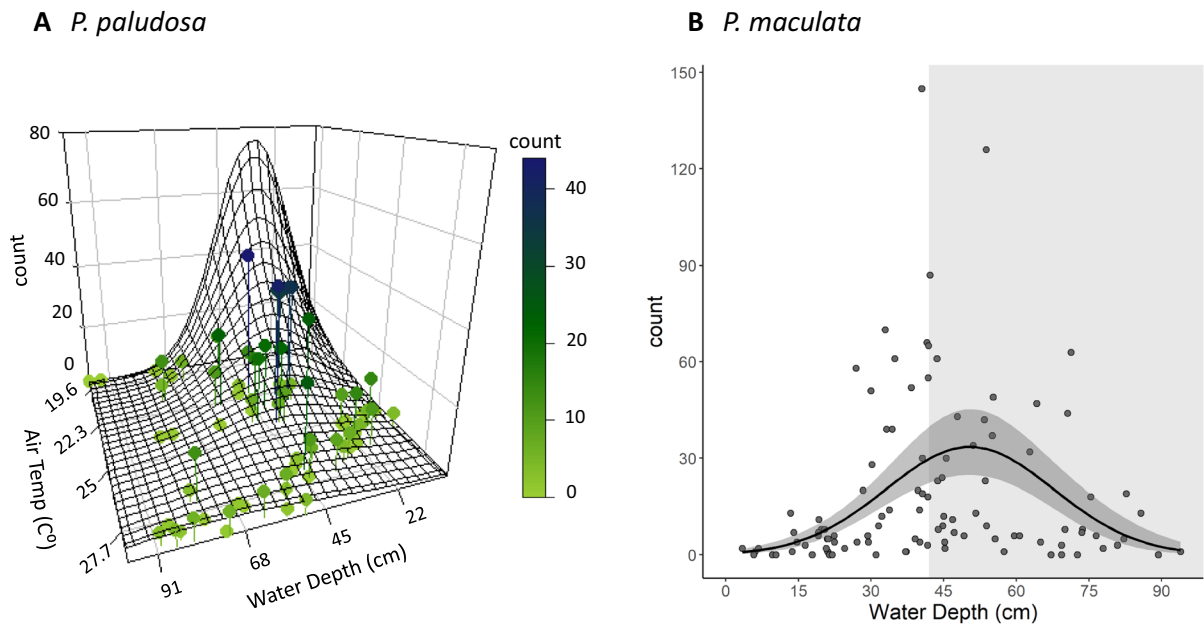 A P. paludosa
80
60
40
20
0
count
19.6
22.3
25
27.7
Air Temp (Cº)
91
68
45
22
Water Depth (cm)
count
40
30
20
10
0
B P. maculata
150
120
90
60
30
0
count
0 15 30 45 60 75 90
Water Depth (cm)